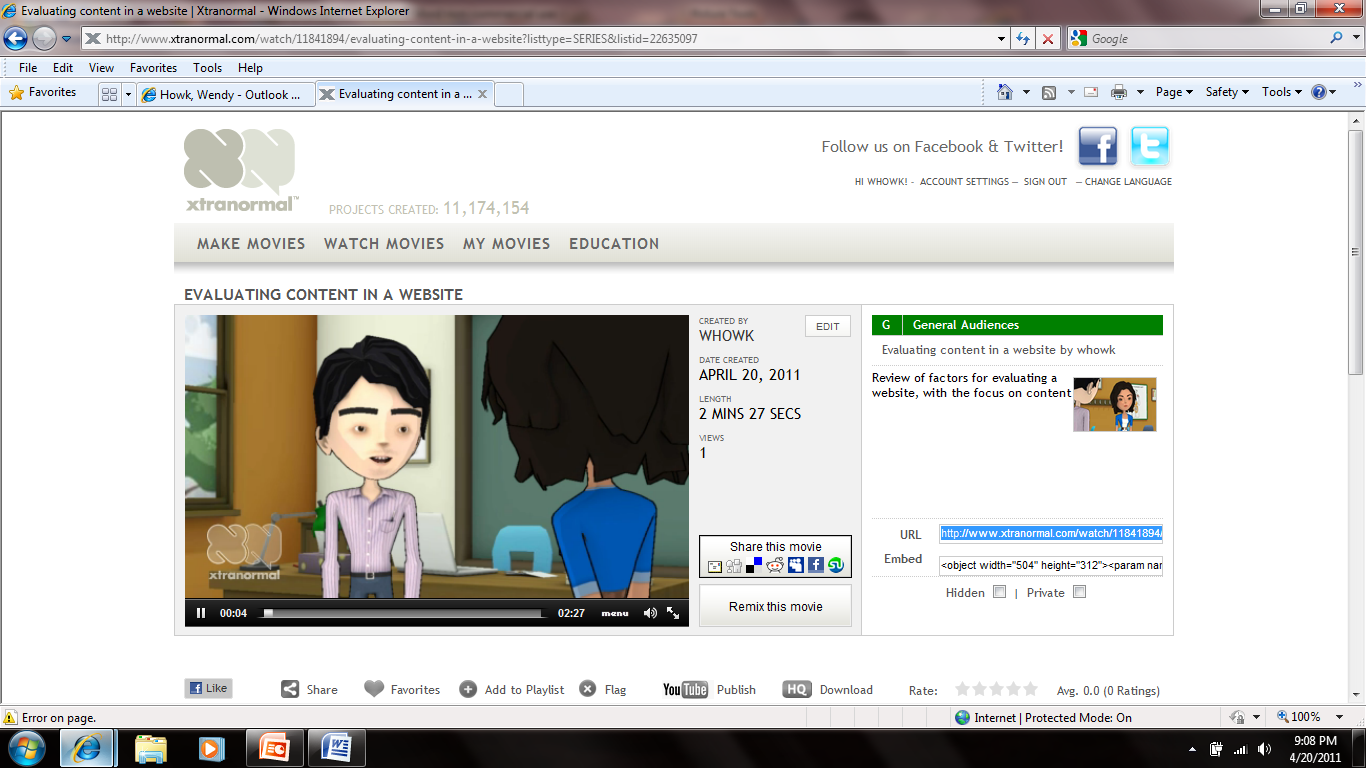 Evaluating content in a website | Xtranormal - Windows Internet Explorer
http://www.xtranormal.com/watch/11841894/evaluating-content-in-a-website?listtype=SERIES&listid=22635097
Google
File Edit View Favorites Tools Help
Favorites
Howk, Wendy - Outlook ...
Evaluating content in a ...
Page Safety Tools
xtranormal™
PROJECTS CREATED: 11,174,154
Follow us on Facebook & Twitter!
HI WHOWK! - ACCOUNT SETTINGS — SIGN OUT — CHANGE LANGUAGE
MAKE MOVIES WATCH MOVIES MY MOVIES EDUCATION
EVALUATING CONTENT IN A WEBSITE
xtranormal
00:04 02:27 menu
CREATED BY
WHOWK
EDIT
DATE CREATED
APRIL 20, 2011
LENGTH
2 MINS 27 SECS
VIEWS
1
Share this movie
Remix this movie
G General Audiences
Evaluating content in a website by whowk
Review of factors for evaluating a
website, with the focus on content
URL http://www.xtranormal.com/watch/11841894/
Embed <object width="504" height="312"><param nar
Hidden | Private
Like Share Favorites Add to Playlist Flag YouTube Publish HQ Download Rate: Avg. 0.0 (0 Ratings)
Error on page.
Internet | Protected Mode: On
100%
9:08 PM
4/20/2011